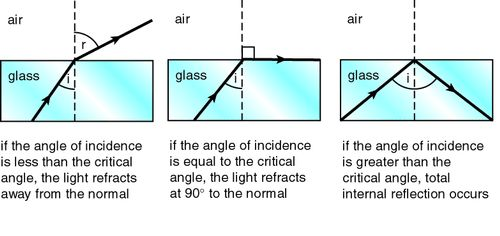 air
r
glass
i
if the angle of incidence
is less than the critical
angle, the light refracts
away from the normal
air
glass
i
if the angle of incidence
is equal to the critical
angle, the light refracts
at 90° to the normal
air
glass
i
if the angle of incidence
is greater than the
critical angle, total
internal reflection occurs